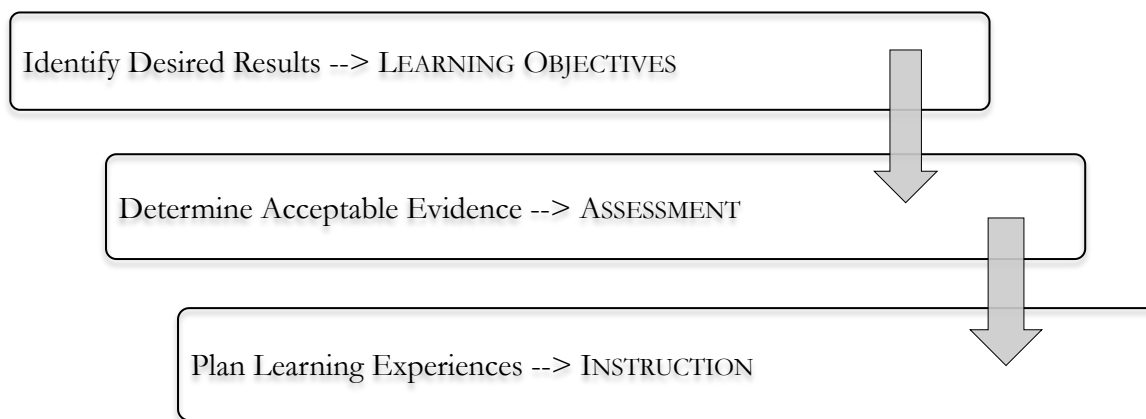 Identify Desired Results --> LEARNING OBJECTIVES
Determine Acceptable Evidence --> ASSESSMENT
Plan Learning Experiences --> INSTRUCTION